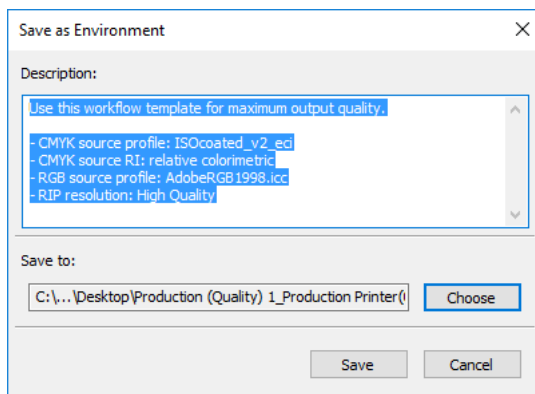 Save as Environment
Description:
Use this workflow template for maximum output quality.
- CMYK source profile: ISOcoated_v2_eci
- CMYK source RI: relative colorimetric
- RGB source profile: AdobeRGB1998.icc
- RIP resolution: High Quality
Save to:
C:\...\Desktop\Production (Quality) 1_Production Printer( Choose
Save Cancel